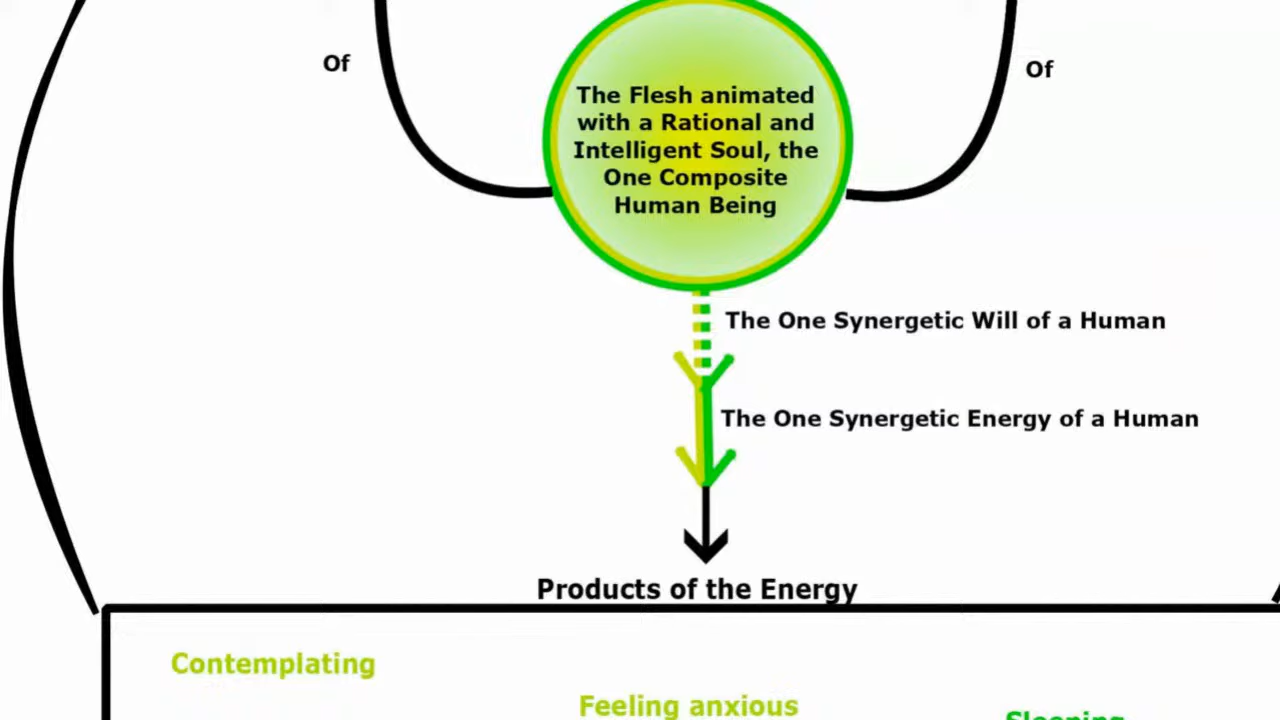 Of
Of
The Flesh animated
with a Rational and
Intelligent Soul, the
One Composite
Human Being
The One Synergetic Will of a Human
The One Synergetic Energy of a Human
Products of the Energy
Contemplating
Feeling anxious
Sleeping